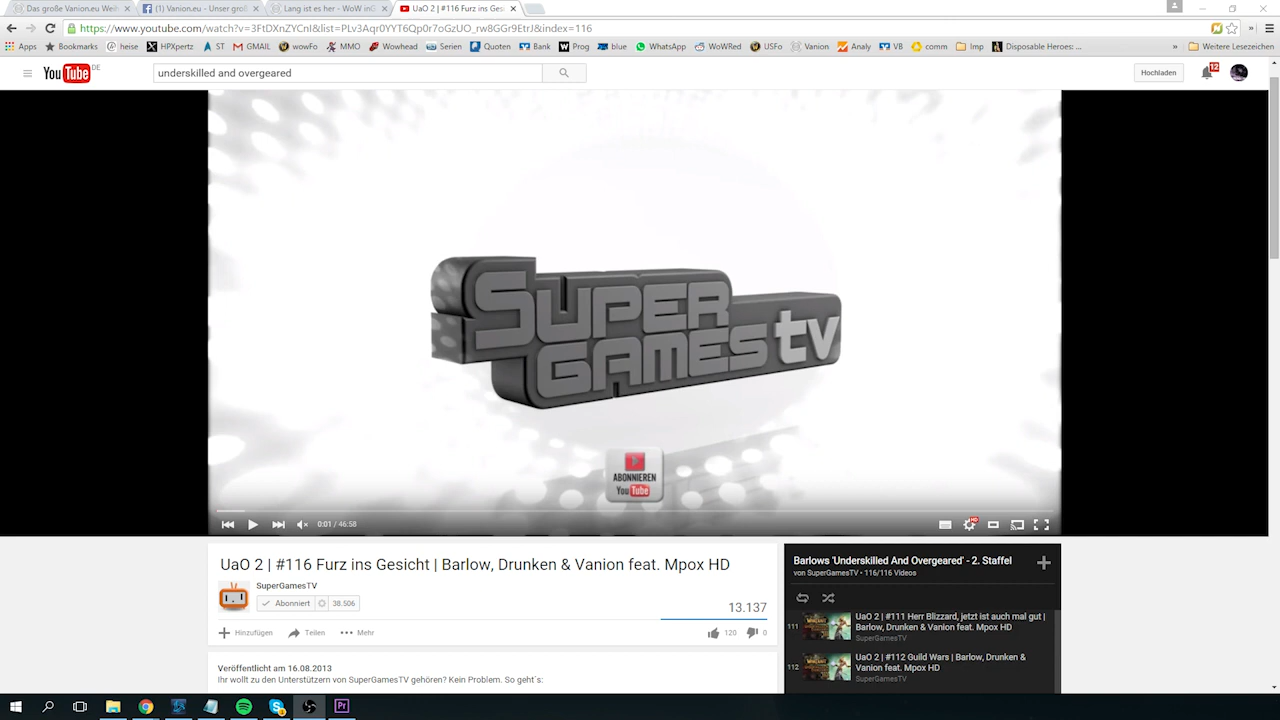 Das große Vanion.eu Weih
(1) Vanion.eu - Unser groß
Lang ist es her - WoW inG
UaO 2 | #116 Furz ins Gesi
https://www.youtube.com/watch?v=3FtDXnZYCnI&list=PLv3Aqr0YYT6Qp0r7oGzUO_rw8GGr9EtrJ&index=116
Apps Bookmarks heise HPXpertz ST GMAIL wowFo MMO Wowhead Serien Quoten Bank Prog blue WhatsApp WoWRed USFo Vanion Analy VB comm Imp Disposable Heroes: ... » Weitere Lesezeichen
YouTube DE
underskilled and overgeared
Hochladen
12
SUPER
GAMES tv
ABONNIEREN
YouTube
0:01 / 46:58
HD
UaO 2 | #116 Furz ins Gesicht | Barlow, Drunken & Vanion feat. Mpox HD
SuperGamesTV
Abonniert 38.506
13.137
Hinzufügen Teilen Mehr 120 0
Veröffentlicht am 16.08.2013
Ihr wollt zu den Unterstützern von SuperGamesTV gehören? Kein Problem. So geht´s:
Barlows 'Underskilled And Overgeared' - 2. Staffel
von SuperGamesTV • 116/116 Videos
111 UaO 2 | #111 Herr Blizzard, jetzt ist auch mal gut |
Barlow, Drunken & Vanion feat. Mpox HD
SuperGamesTV
112 UaO 2 | #112 Guild Wars | Barlow, Drunken &
Vanion feat. Mpox HD
SuperGamesTV
Pr